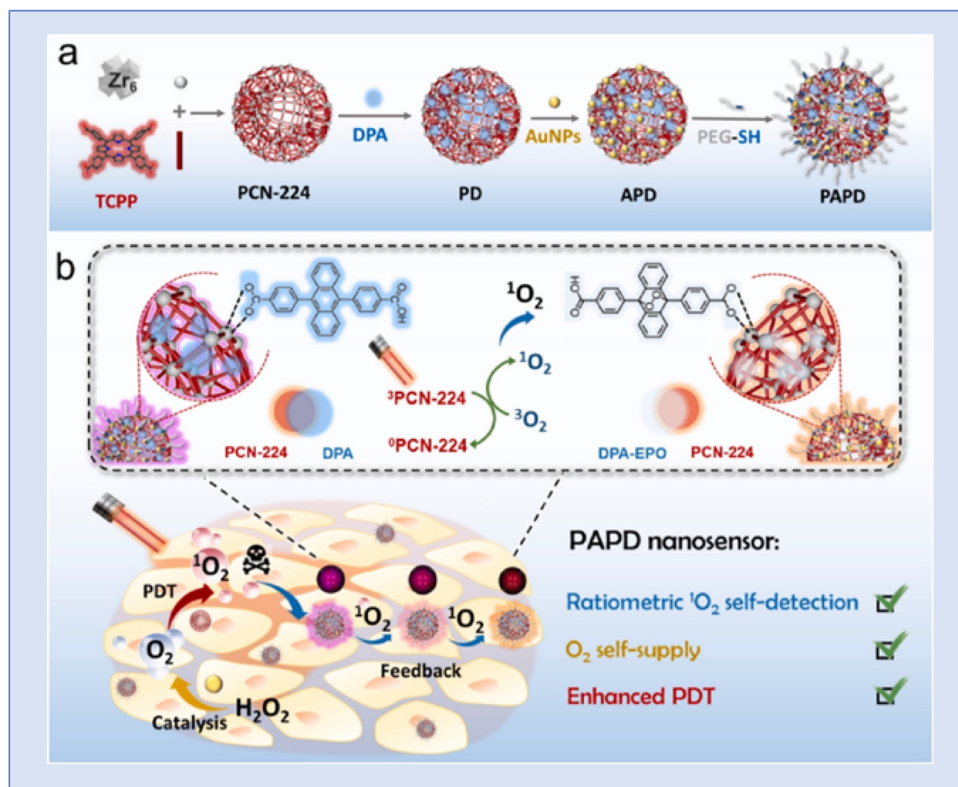 a
Zr6
+
TCPP
PCN-224
DPA
PD
AuNPs
APD
PEG-SH
PAPD
b
O
C
O
C
O
OH
¹O₂
¹O₂
³PCN-224
³O₂
⁰PCN-224
PCN-224 DPA
OH
C
O
O
O
C
O
O
DPA-EPO PCN-224
¹O₂
PDT
O₂
¹O₂
¹O₂
Feedback
H₂O₂
Catalysis
PAPD nanosensor:
Ratiometric ¹O₂ self-detection
O₂ self-supply
Enhanced PDT